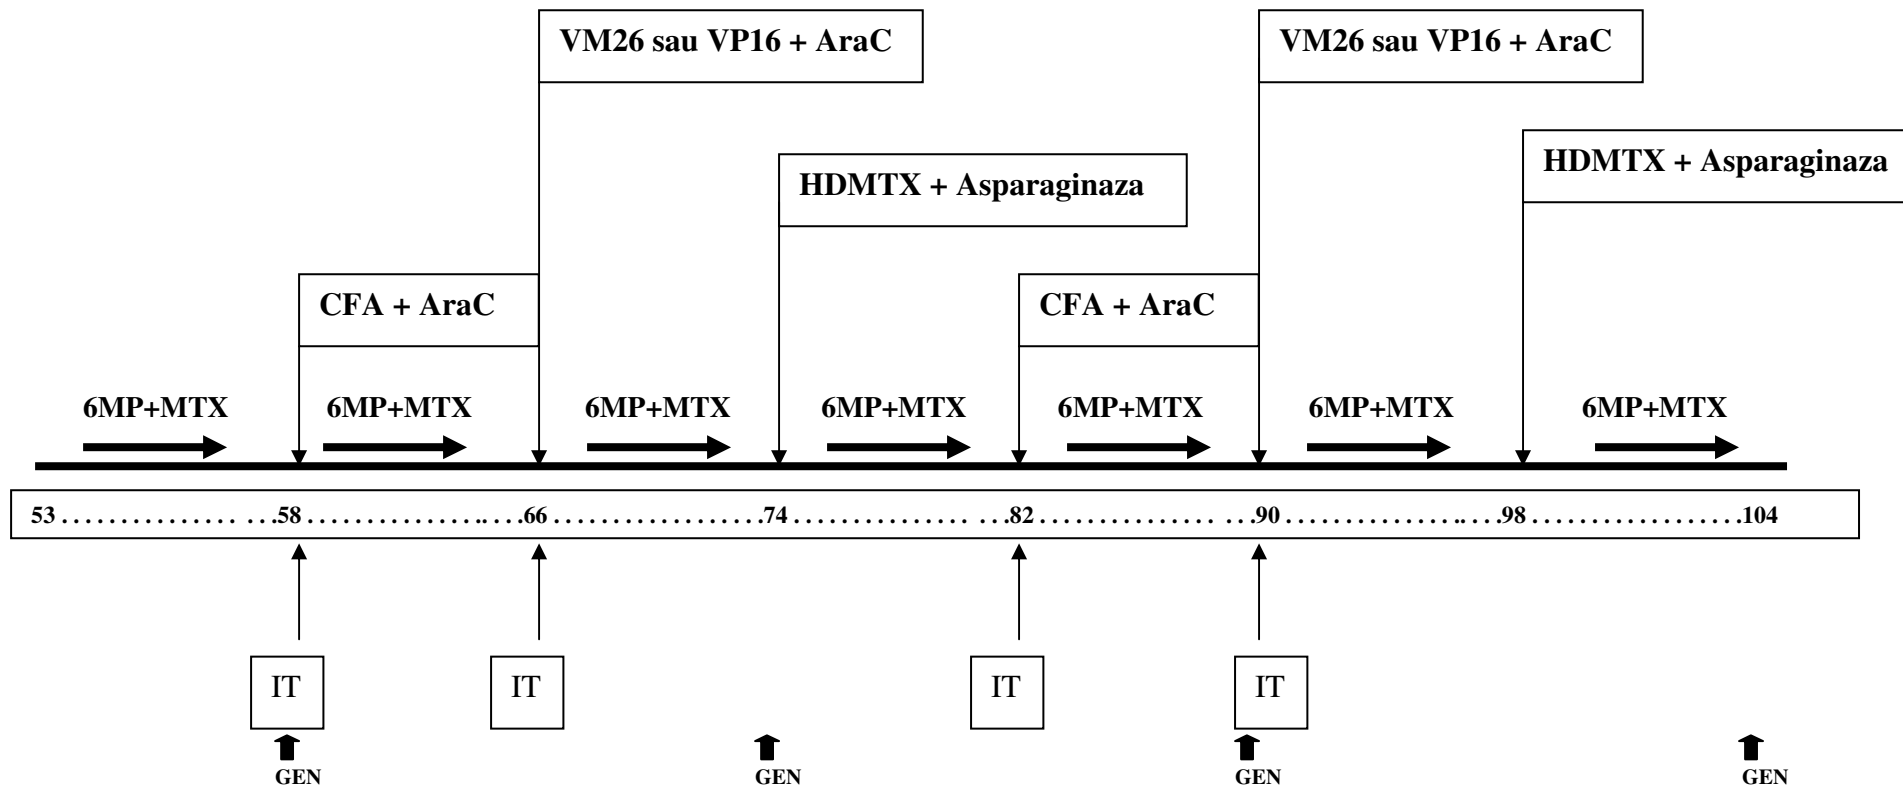 VM26 sau VP16 + AraC
VM26 sau VP16 + AraC
HDMTX + Asparaginaza
HDMTX + Asparaginaza
CFA + AraC
CFA + AraC
6MP+MTX
6MP+MTX
6MP+MTX
6MP+MTX
6MP+MTX
6MP+MTX
6MP+MTX
53 . . . . . . . . . . . . . . . . . .58 . . . . . . . . . . . . . . . . . .66 . . . . . . . . . . . . . . . . . .74 . . . . . . . . . . . . . . . . . .82 . . . . . . . . . . . . . . . . . .90 . . . . . . . . . . . . . . . . . .98 . . . . . . . . . . . . . . . . . .104
IT
IT
IT
IT
GEN
GEN
GEN
GEN